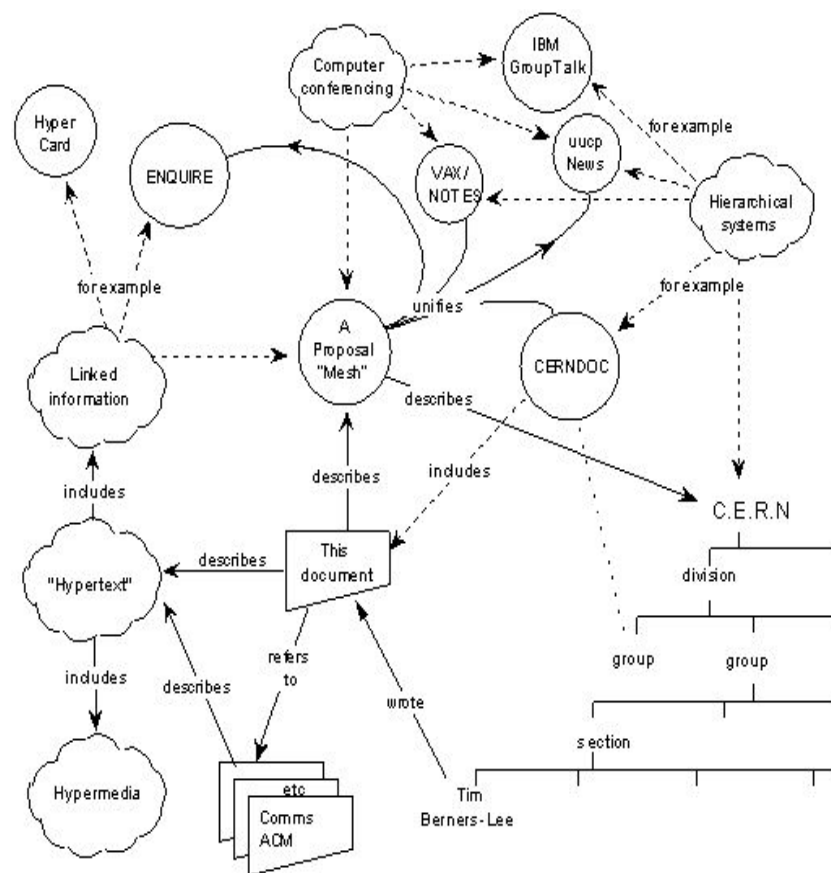 IBM
GroupTalk
Computer
conferencing
Hyper
Card
for example
uucp
News
ENQUIRE
VAX/
NOTES
Hierarchical
systems
for example
unifies
for example
A
Proposal
"Mesh"
Linked
information
CERNDOC
describes
includes
describes
includes
C.E.R.N
This
document
describes
division
"Hypertext"
refers
to
group
group
includes
describes
wrote
section
Hypermedia
etc
Tim
Berners-Lee
Comms
ACM